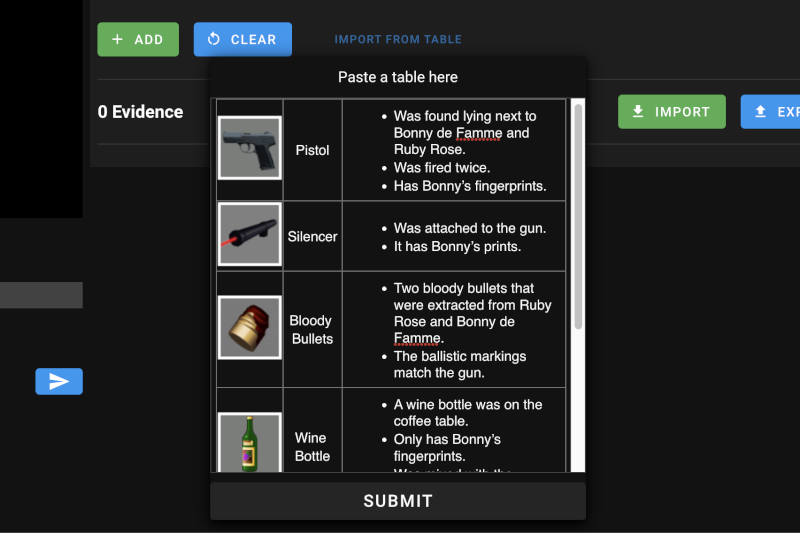 + ADD
CLEAR
IMPORT FROM TABLE
Paste a table here
0 Evidence
IMPORT
Pistol
• Was found lying next to
Bonny de Famme and
Ruby Rose.
• Was fired twice.
• Has Bonny’s fingerprints.
Silencer
• Was attached to the gun.
• It has Bonny’s prints.
Bloody
Bullets
• Two bloody bullets that
were extracted from Ruby
Rose and Bonny de
Famme.
• The ballistic markings
match the gun.
Wine
Bottle
• A wine bottle was on the
coffee table.
• Only has Bonny’s
fingerprints.
SUBMIT